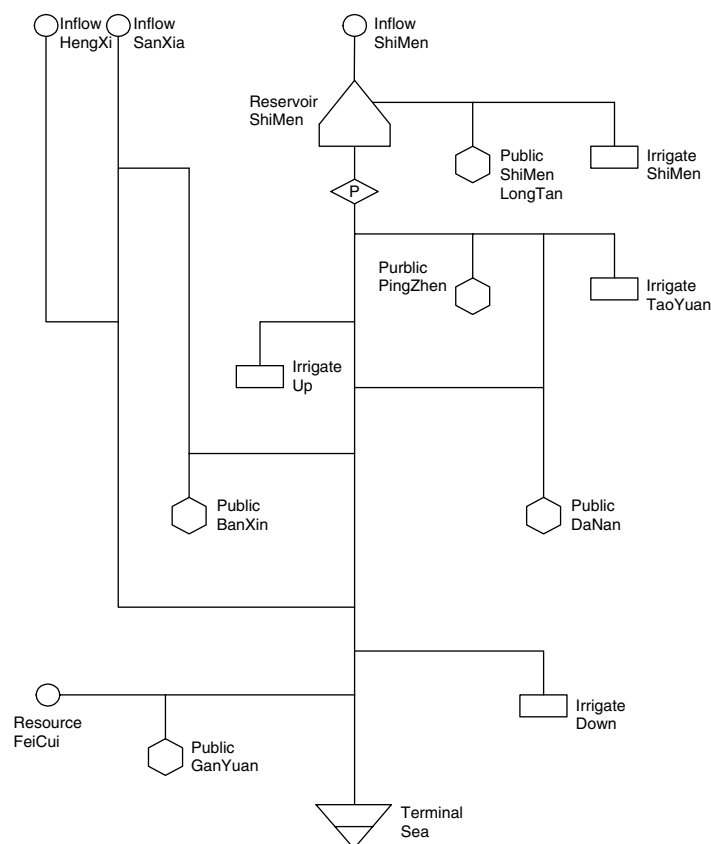 Inflow
HengXi
Inflow
SanXia
Inflow
ShiMen
Reservoir
ShiMen
Public
ShiMen
LongTan
Irrigate
ShiMen
P
Purblic
PingZhen
Irrigate
TaoYuan
Irrigate
Up
Public
BanXin
Public
DaNan
Resource
FeiCui
Public
GanYuan
Irrigate
Down
Terminal
Sea